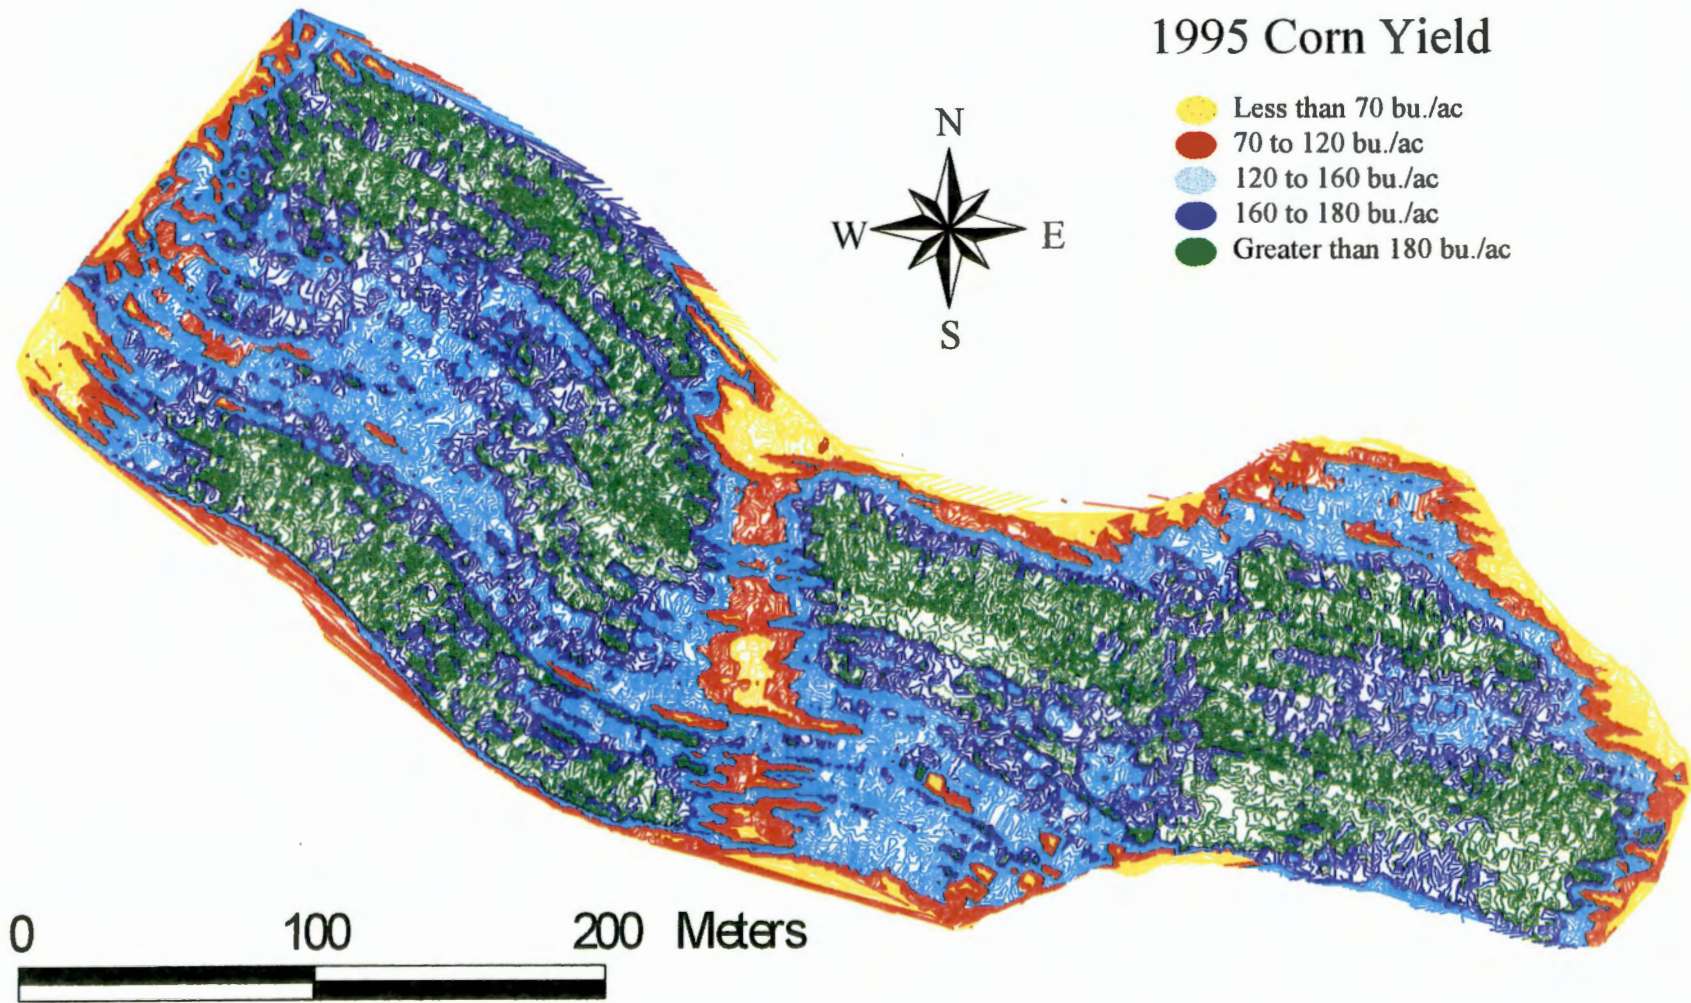 1995 Corn Yield
Less than 70 bu./ac
70 to 120 bu./ac
120 to 160 bu./ac
160 to 180 bu./ac
Greater than 180 bu./ac
N
W E
S
0 100 200 Meters